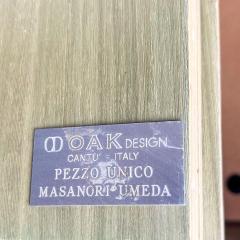 OAK DESIGN
CANTU' - ITALY
PEZZO UNICO
MASANORI UMEDA